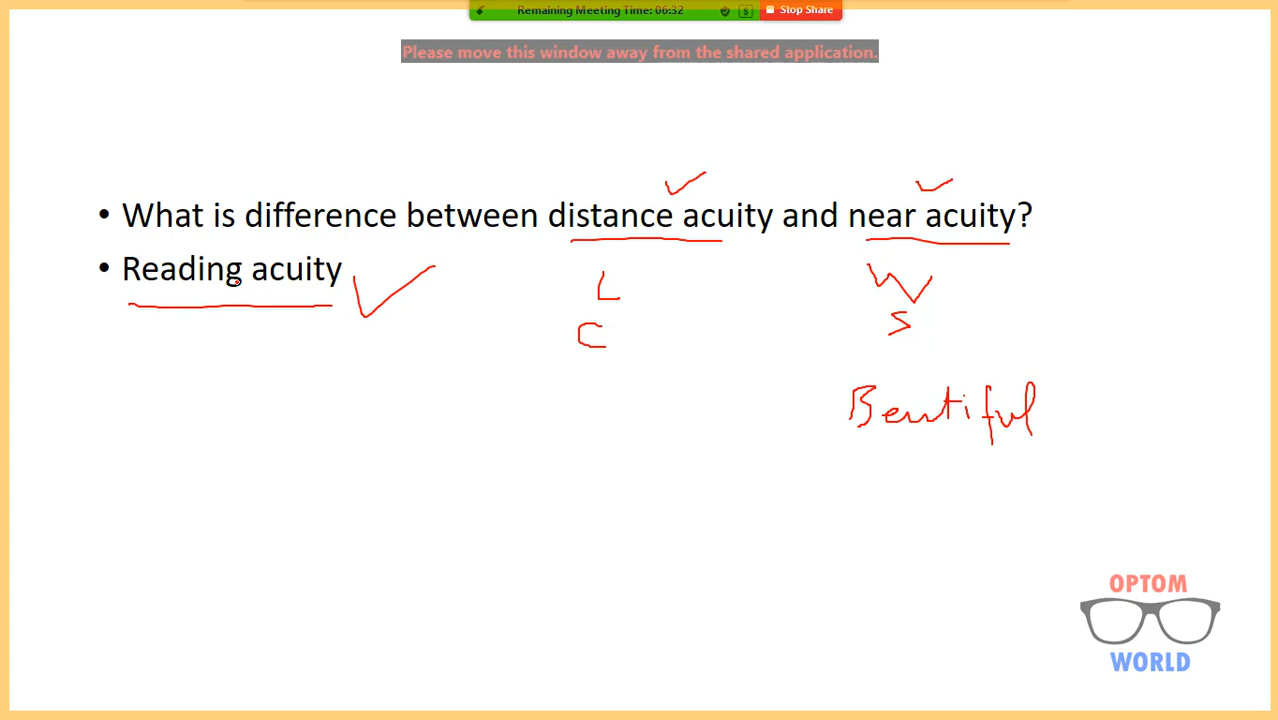 Remaining Meeting Time: 06:32 Stop Share
Please move this window away from the shared application.
• What is difference between distance acuity and near acuity?
• Reading acuity
L W
C S
Beutiful
OPTOM
WORLD